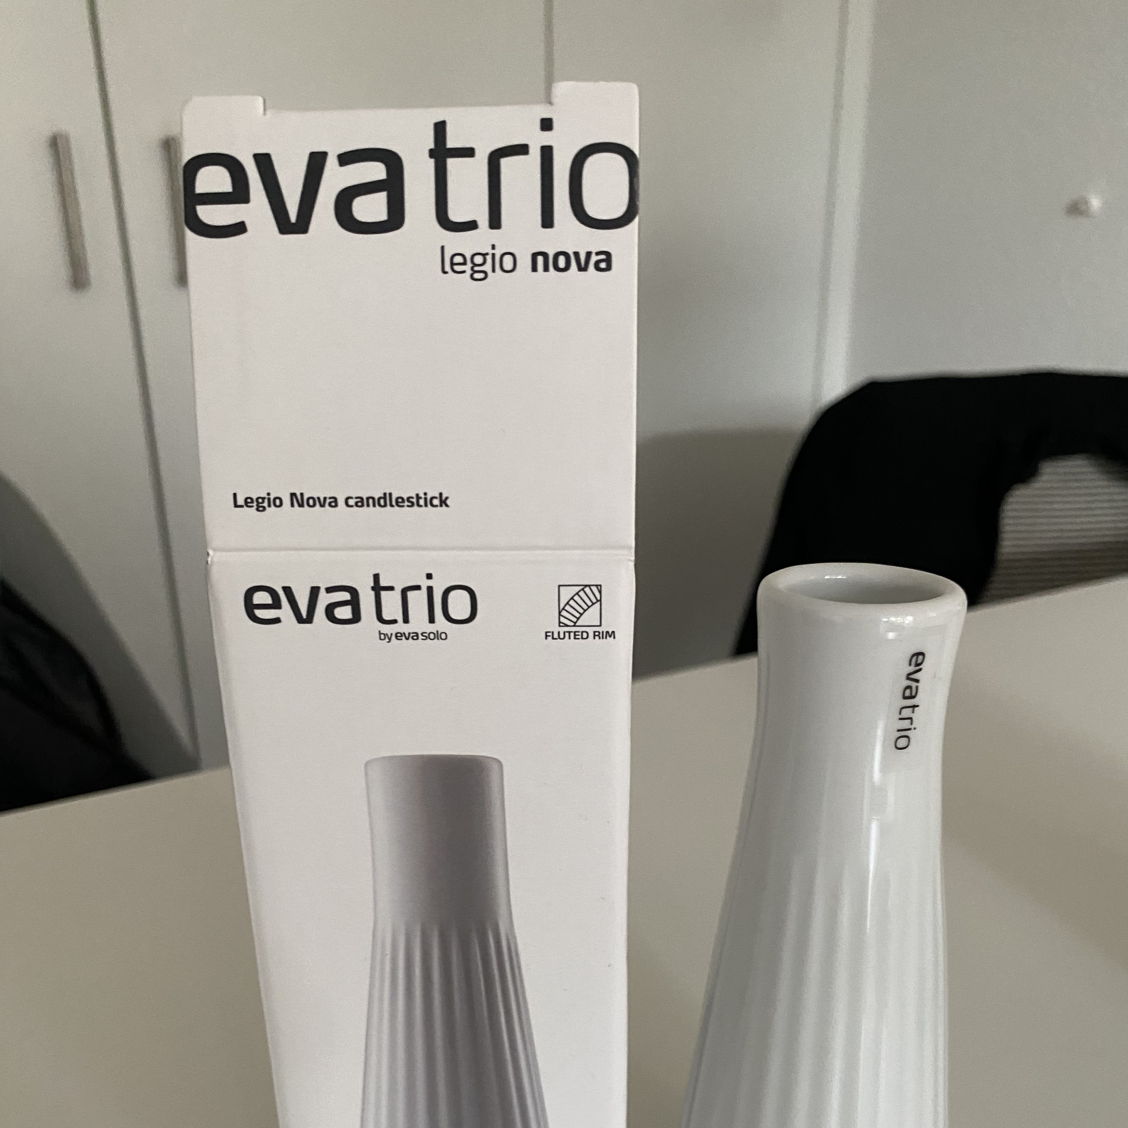 eva trio
legio nova
Legio Nova candlestick
eva trio
by eva solo
FLUTED RIM
eva trio